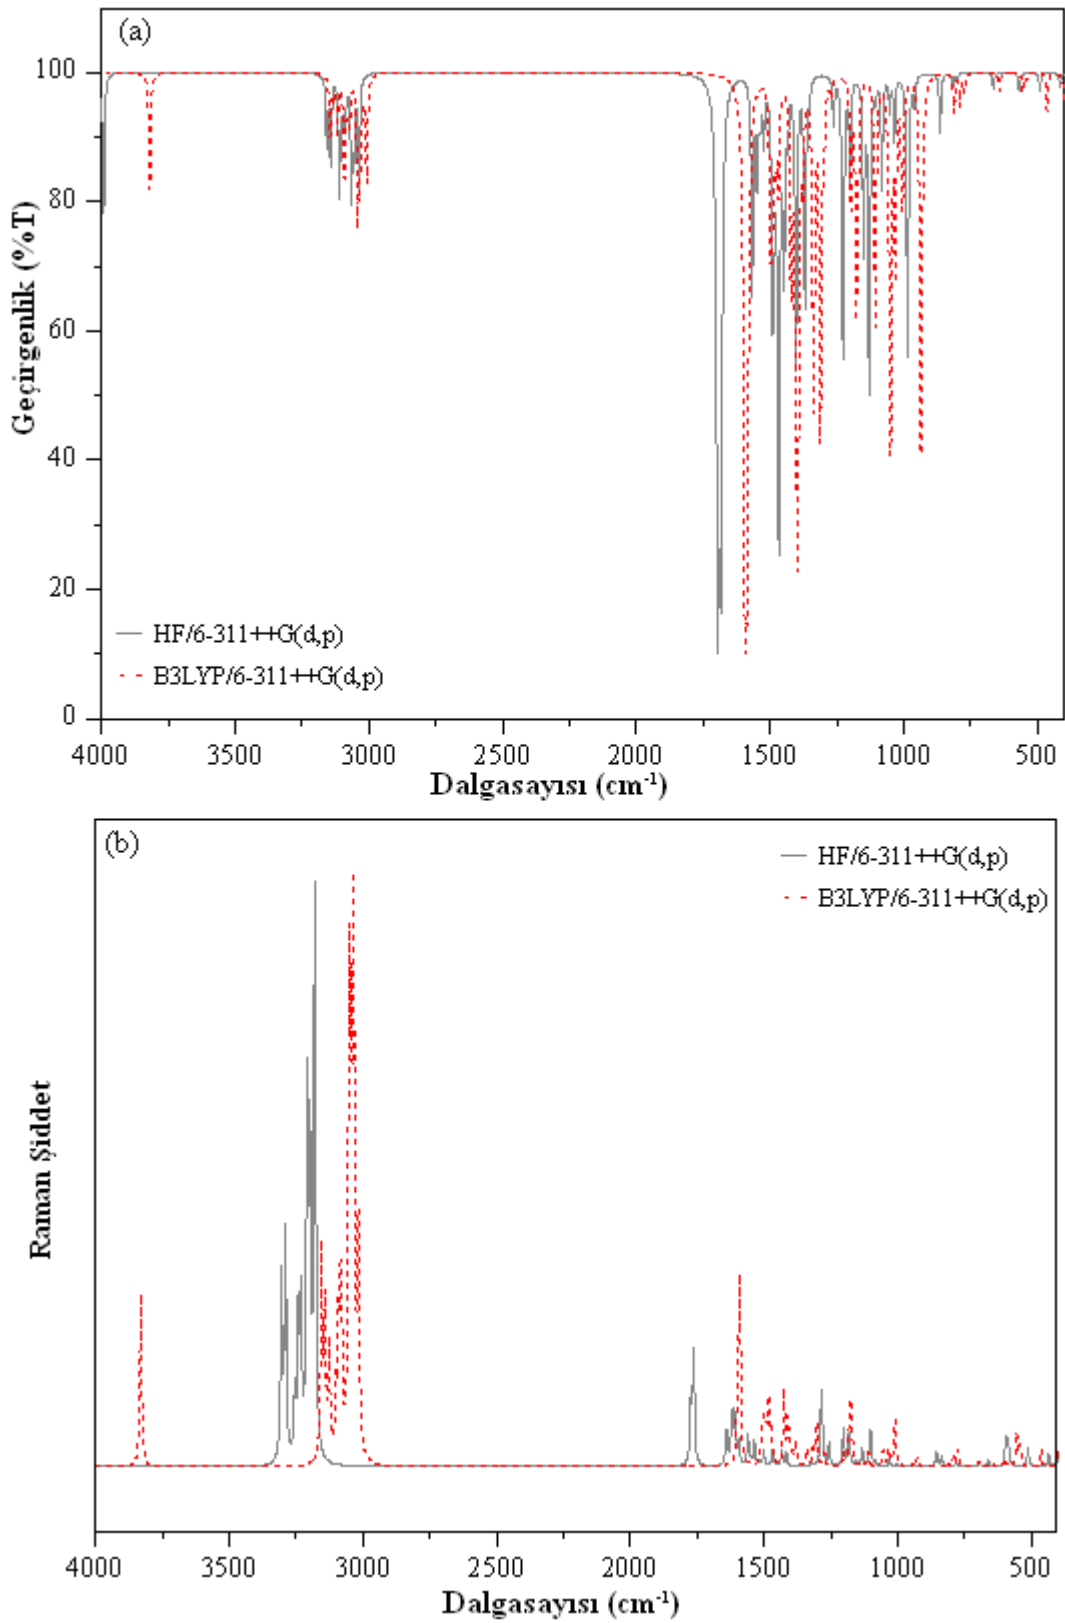 (a)
100
80
60
40
20
0
Geçirgenlik (%T)
HF/6-311++G(d,p)
B3LYP/6-311++G(d,p)
4000 3500 3000 2500 2000 1500 1000 500
Dalgasayısı (cm⁻¹)
(b)
HF/6-311++G(d,p)
B3LYP/6-311++G(d,p)
Raman Şiddet
4000 3500 3000 2500 2000 1500 1000 500
Dalgasayısı (cm⁻¹)